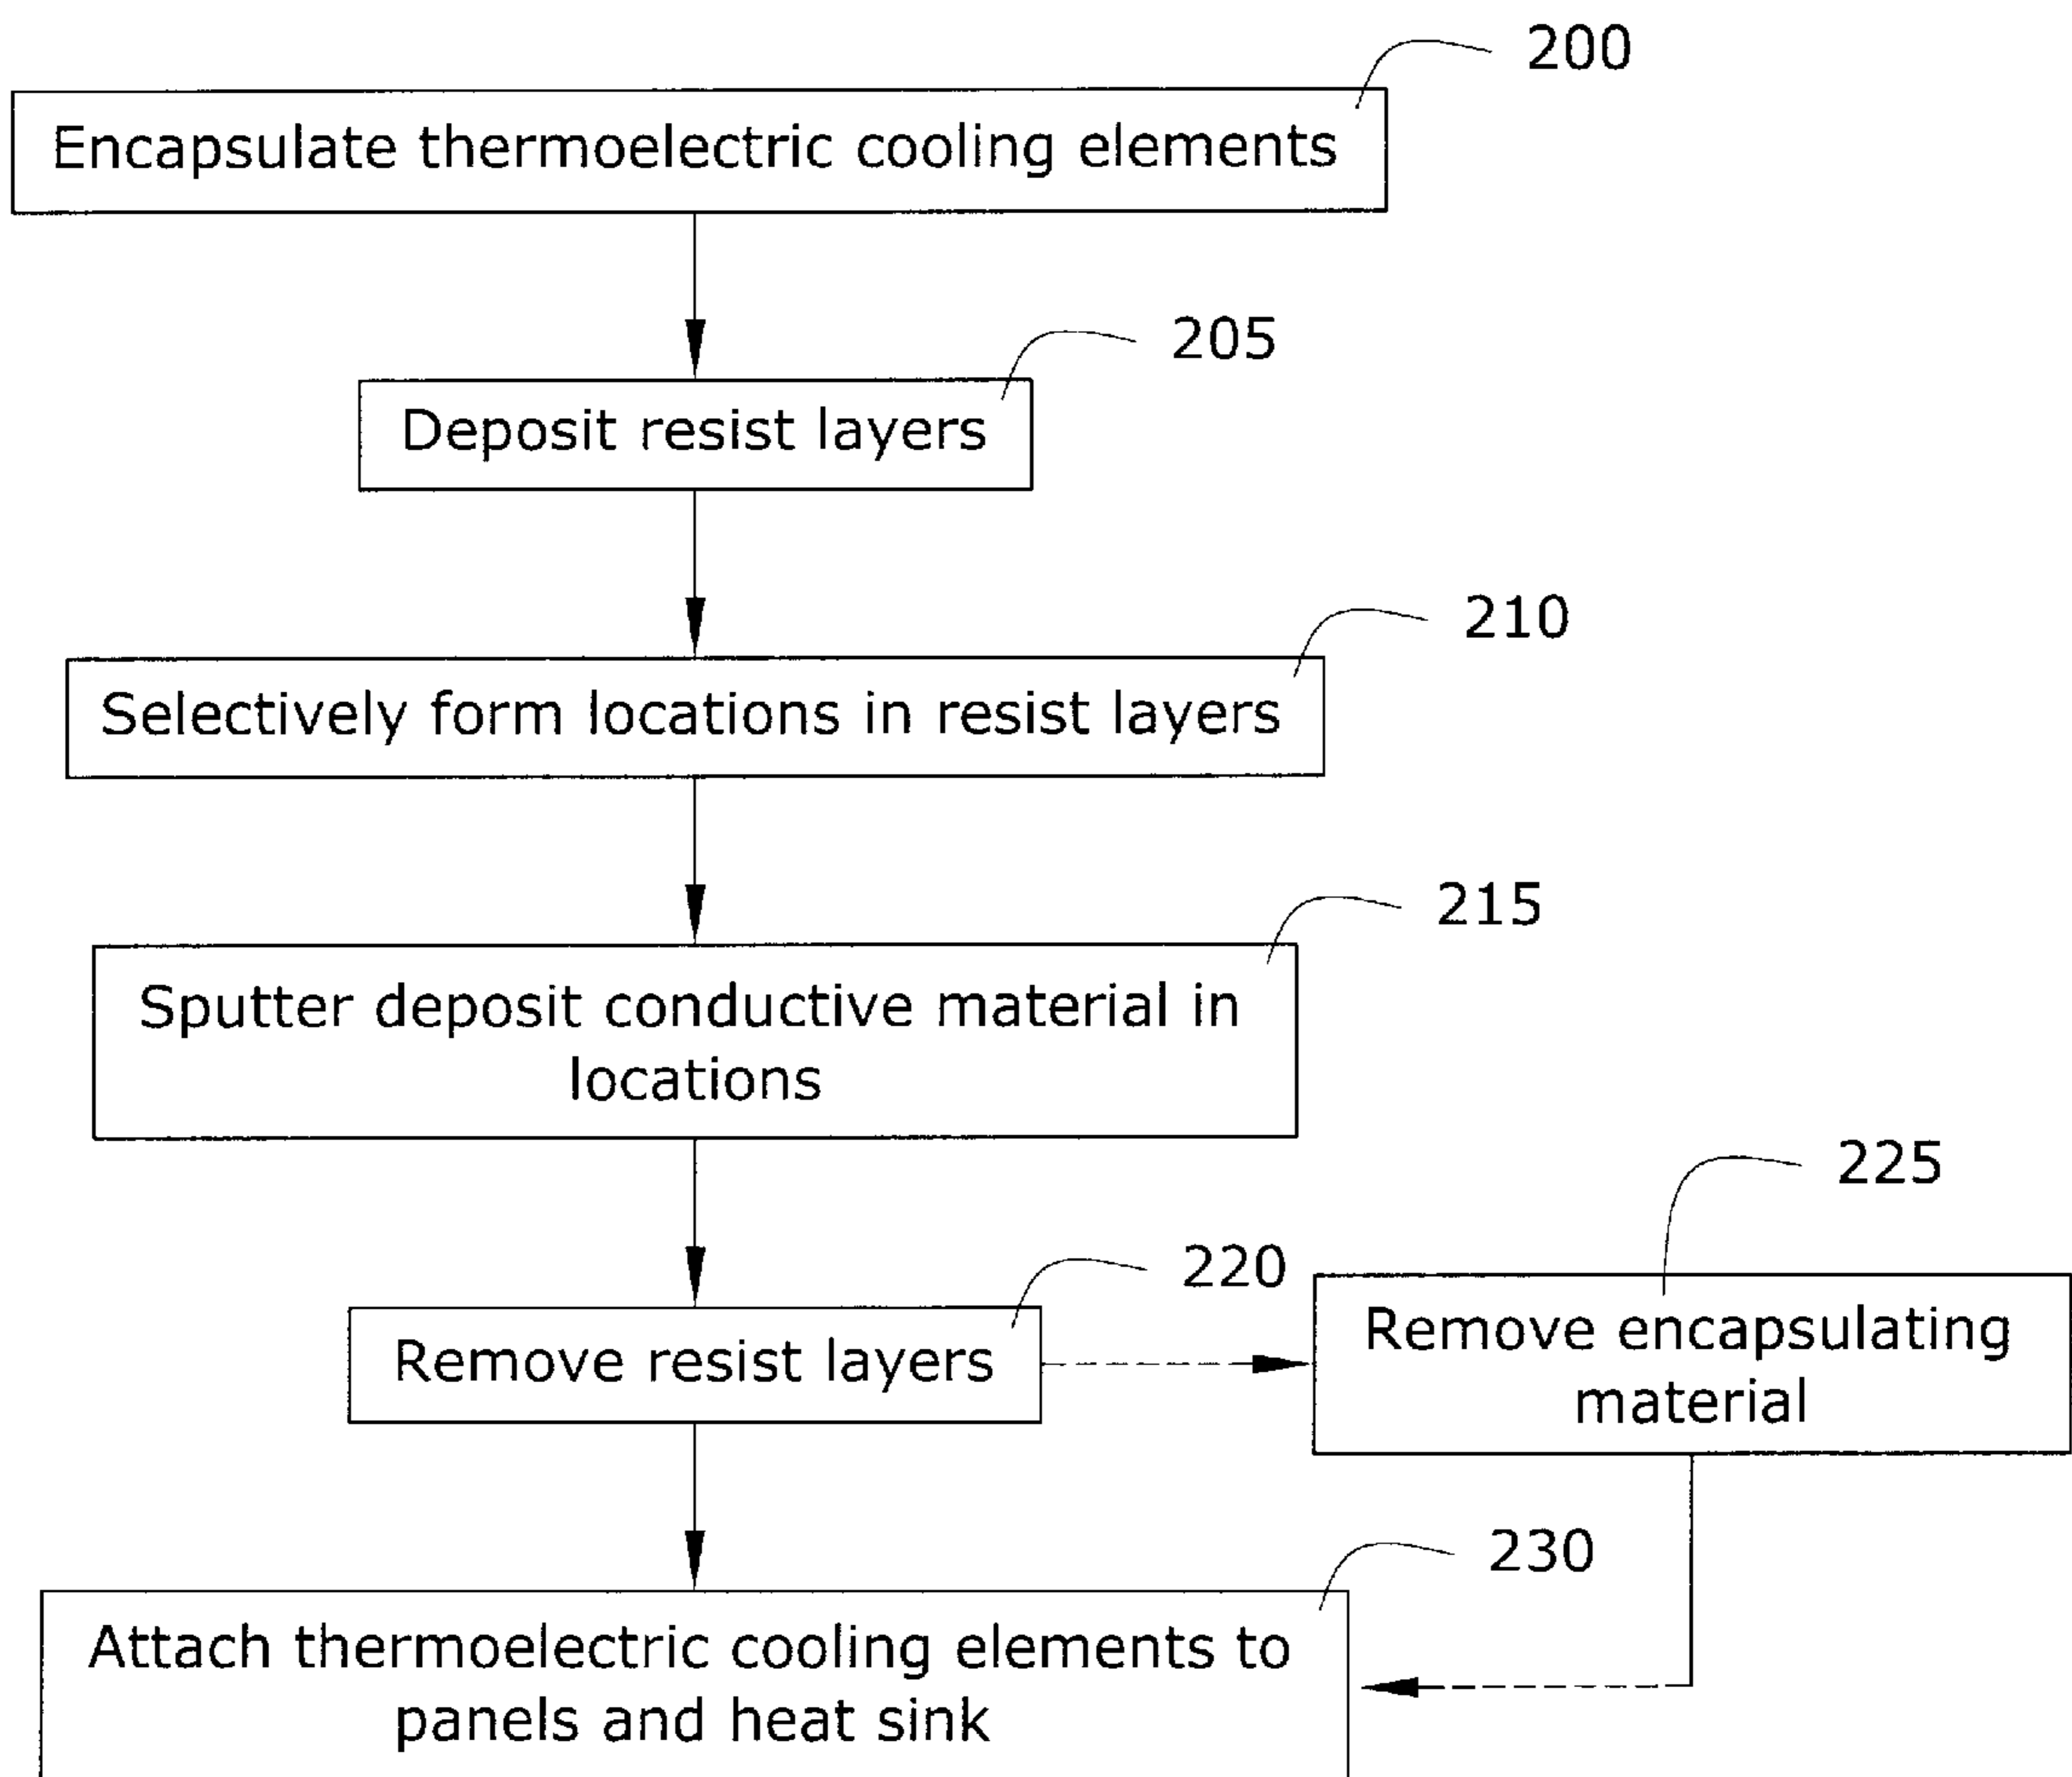 200
Encapsulate thermoelectric cooling elements
205
Deposit resist layers
210
Selectively form locations in resist layers
215
Sputter deposit conductive material in
locations
225
220
Remove encapsulating
material
Remove resist layers
230
Attach thermoelectric cooling elements to
panels and heat sink